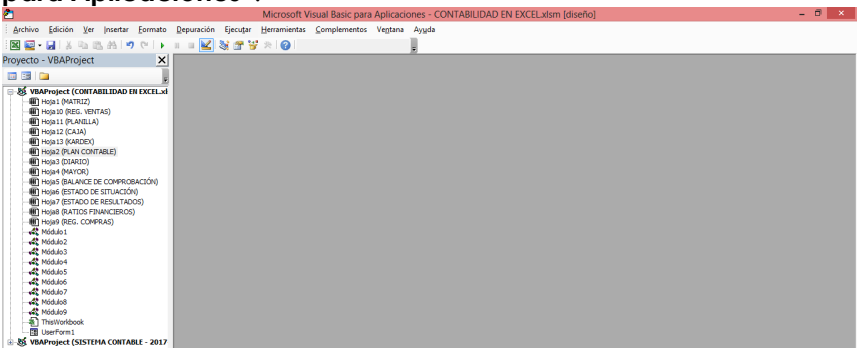 para Aplicaciones".
Microsoft Visual Basic para Aplicaciones - CONTABILIDAD EN EXCEL.xlsm [diseño]
Archivo Edición Ver Insertar Formato Depuración Ejecutar Herramientas Complementos Ventana Ayuda
Proyecto - VBAProject
VBAProject (CONTABILIDAD EN EXCEL.xl
Hoja1 (MATRIZ)
Hoja10 (REG. VENTAS)
Hoja11 (PLANILLA)
Hoja12 (CAJA)
Hoja13 (KARDEX)
Hoja2 (PLAN CONTABLE)
Hoja3 (DIARIO)
Hoja4 (MAYOR)
Hoja5 (BALANCE DE COMPROBACIÓN)
Hoja6 (ESTADO DE SITUACIÓN)
Hoja7 (ESTADO DE RESULTADOS)
Hoja8 (RATIOS FINANCIEROS)
Hoja9 (REG. COMPRAS)
Módulo1
Módulo2
Módulo3
Módulo4
Módulo5
Módulo6
Módulo7
Módulo8
Módulo9
ThisWorkbook
UserForm1
VBAProject (SISTEMA CONTABLE - 2017